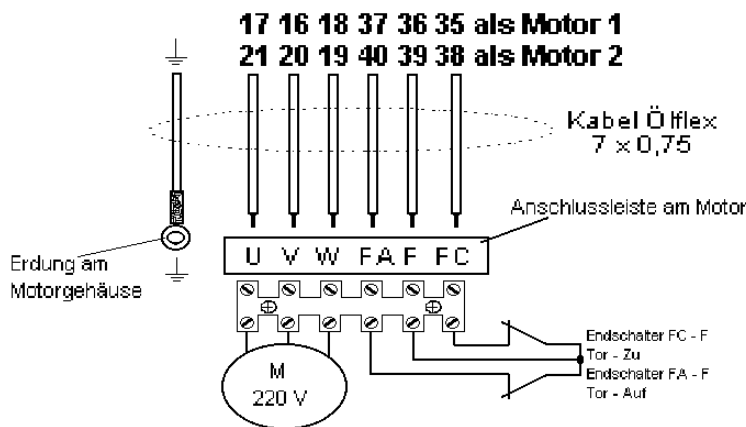 17 16 18 37 36 35 als Motor 1
21 20 19 40 39 38 als Motor 2
Kabel Ölflex
7 x 0,75
Anschlussleiste am Motor
U V W FA F FC
Erdung am
Motorgehäuse
M
220 V
Endschalter FC - F
Tor - Zu
Endschalter FA - F
Tor - Auf